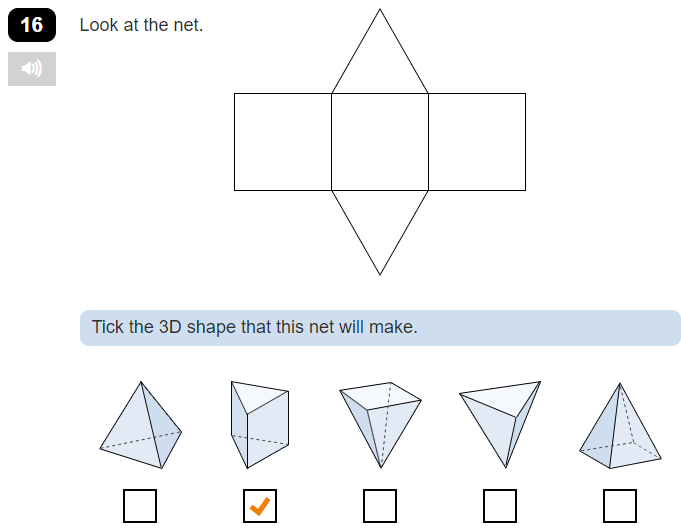 16
Look at the net.
Tick the 3D shape that this net will make.